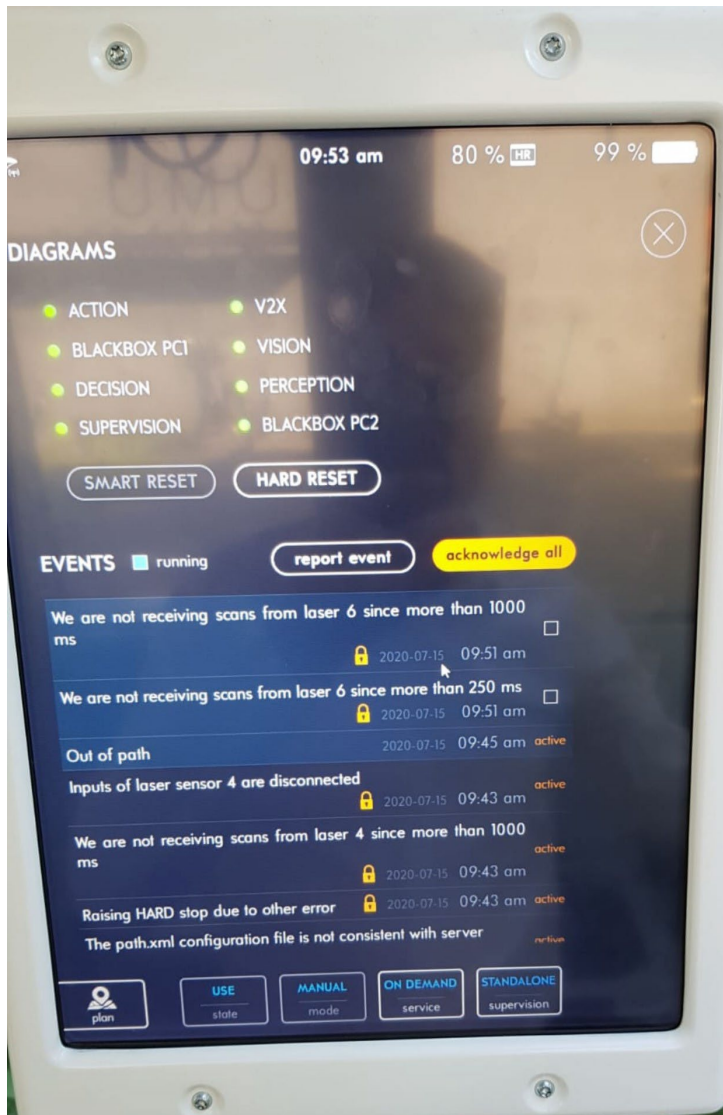 09:53 am 80 % HR 99 %
DIAGRAMS
ACTION V2X
BLACKBOX PC1 VISION
DECISION PERCEPTION
SUPERVISION BLACKBOX PC2
SMART RESET HARD RESET
EVENTS running report event acknowledge all
We are not receiving scans from laser 6 since more than 1000
ms
2020-07-15 09:51 am
We are not receiving scans from laser 6 since more than 250 ms
2020-07-15 09:51 am
Out of path 2020-07-15 09:45 am active
Inputs of laser sensor 4 are disconnected active
2020-07-15 09:43 am
We are not receiving scans from laser 4 since more than 1000
ms active
2020-07-15 09:43 am
Raising HARD stop due to other error 2020-07-15 09:43 am active
The path.xml configuration file is not consistent with server active
USE MANUAL ON DEMAND STANDALONE
plan state mode service supervision